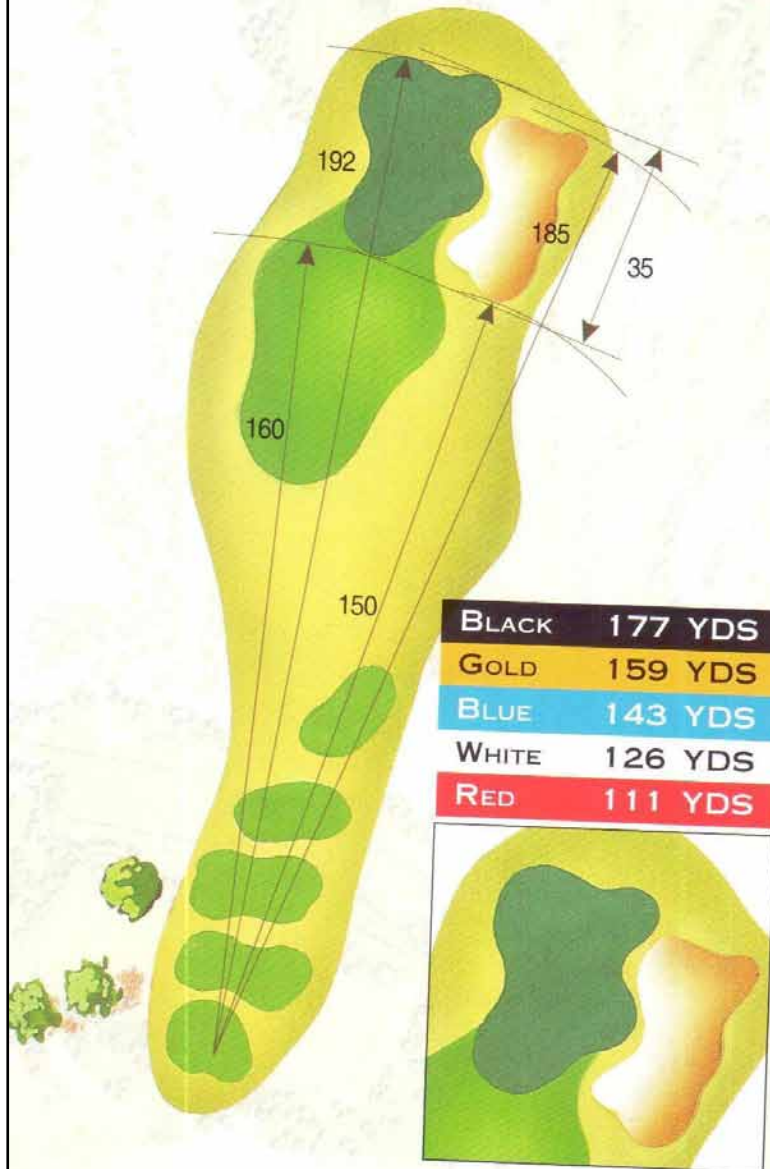 192
185
35
160
150
BLACK 177 YDS
GOLD 159 YDS
BLUE 143 YDS
WHITE 126 YDS
RED 111 YDS